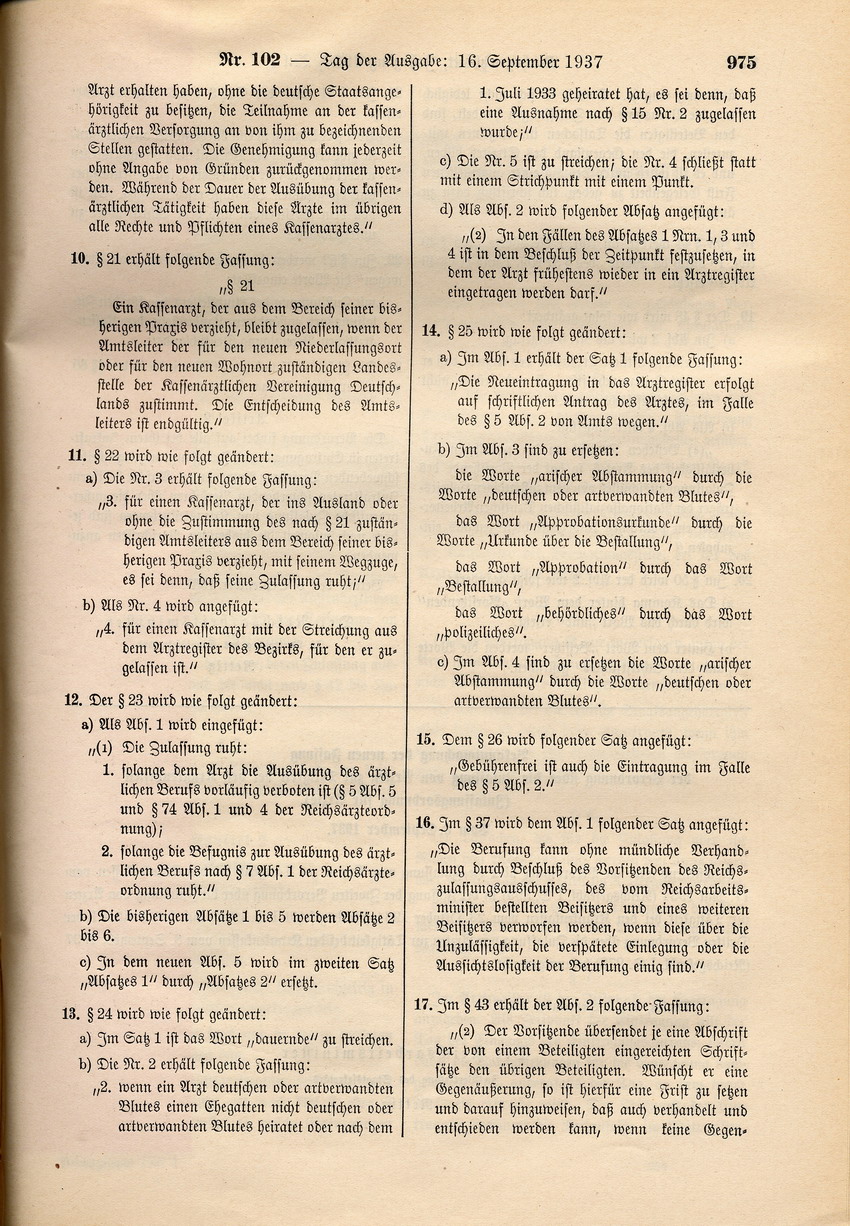 Nr. 102 — Tag der Ausgabe: 16. September 1937 975
Arzt erhalten haben, ohne die deutsche Staatsange-
hörigkeit zu besitzen, die Teilnahme an der kassen-
ärztlichen Versorgung an von ihm zu bezeichnenden
Stellen gestatten. Die Genehmigung kann jederzeit
ohne Angabe von Gründen zurückgenommen wer-
den. Während der Dauer der Ausübung der kassen-
ärztlichen Tätigkeit haben diese Ärzte im übrigen
alle Rechte und Pflichten eines Kassenarztes.“
10. § 21 erhält folgende Fassung:
„§ 21
Ein Kassenarzt, der aus dem Bereich seiner bis-
herigen Praxis verzieht, bleibt zugelassen, wenn der
Amtsleiter der für den neuen Niederlassungsort
oder für den neuen Wohnort zuständigen Landes-
stelle der Kassenärztlichen Vereinigung Deutsch-
lands zustimmt. Die Entscheidung des Amts-
leiters ist endgültig.“
11. § 22 wird wie folgt geändert:
a) Die Nr. 3 erhält folgende Fassung:
„3. für einen Kassenarzt, der ins Ausland oder
ohne die Zustimmung des nach § 21 zustän-
digen Amtsleiters aus dem Bereich seiner bis-
herigen Praxis verzieht, mit seinem Wegzuge,
es sei denn, daß seine Zulassung ruht;“
b) Als Nr. 4 wird angefügt:
„4. für einen Kassenarzt mit der Streichung aus
dem Arztregister des Bezirks, für den er zu-
gelassen ist.“
12. Der § 23 wird wie folgt geändert:
a) Als Abs. 1 wird eingefügt:
„(1) Die Zulassung ruht:
1. solange dem Arzt die Ausübung des ärzt-
lichen Berufs vorläufig verboten ist (§ 5 Abs. 5
und § 74 Abs. 1 und 4 der Reichsärzteord-
nung);
2. solange die Befugnis zur Ausübung des ärzt-
lichen Berufs nach § 7 Abs. 1 der Reichsärzte-
ordnung ruht.“
b) Die bisherigen Absätze 1 bis 5 werden Absätze 2
bis 6.
c) In dem neuen Abs. 5 wird im zweiten Satz
„Absatzes 1“ durch „Absatzes 2“ ersetzt.
13. § 24 wird wie folgt geändert:
a) Im Satz 1 ist das Wort „dauernde“ zu streichen.
b) Die Nr. 2 erhält folgende Fassung:
„2. wenn ein Arzt deutschen oder artverwandten
Blutes einen Ehegatten nicht deutschen oder
artverwandten Blutes heiratet oder nach dem
1. Juli 1933 geheiratet hat, es sei denn, daß
eine Ausnahme nach § 15 Nr. 2 zugelassen
wurde;“
c) Die Nr. 5 ist zu streichen; die Nr. 4 schließt statt
mit einem Strichpunkt mit einem Punkt.
d) Als Abs. 2 wird folgender Absatz angefügt:
„(2) In den Fällen des Absatzes 1 Nrn. 1, 3 und
4 ist in dem Beschluß der Zeitpunkt festzusetzen, in
dem der Arzt frühestens wieder in ein Arztregister
eingetragen werden darf.“
14. § 25 wird wie folgt geändert:
a) Im Abs. 1 erhält der Satz 1 folgende Fassung:
„Die Neueintragung in das Arztregister erfolgt
auf schriftlichen Antrag des Arztes, im Falle
des § 5 Abs. 2 von Amts wegen.“
b) Im Abs. 3 sind zu ersetzen:
die Worte „arischer Abstammung“ durch die
Worte „deutschen oder artverwandten Blutes“,
das Wort „Approbationsurkunde“ durch die
Worte „Urkunde über die Bestallung“,
das Wort „Approbation“ durch das Wort
„Bestallung“,
das Wort „behördliches“ durch das Wort
„polizeiliches“.
c) Im Abs. 4 sind zu ersetzen die Worte „arischer
Abstammung“ durch die Worte „deutschen oder
artverwandten Blutes“.
15. Dem § 26 wird folgender Satz angefügt:
„Gebührenfrei ist auch die Eintragung im Falle
des § 5 Abs. 2.“
16. Im § 37 wird dem Abs. 1 folgender Satz angefügt:
„Die Berufung kann ohne mündliche Verhand-
lung durch Beschluß des Vorsitzenden des Reichs-
zulassungsausschusses, des vom Reichsarbeits-
minister bestellten Beisitzers und eines weiteren
Beisitzers verworfen werden, wenn diese über die
Unzulässigkeit, die verspätete Einlegung oder die
Aussichtslosigkeit der Berufung einig sind.“
17. Im § 43 erhält der Abs. 2 folgende Fassung:
„(2) Der Vorsitzende übersendet je eine Abschrift
der von einem Beteiligten eingereichten Schrift-
sätze den übrigen Beteiligten. Wünscht er eine
Gegenäußerung, so ist hierfür eine Frist zu setzen
und darauf hinzuweisen, daß auch verhandelt und
entschieden werden kann, wenn keine Gegen-